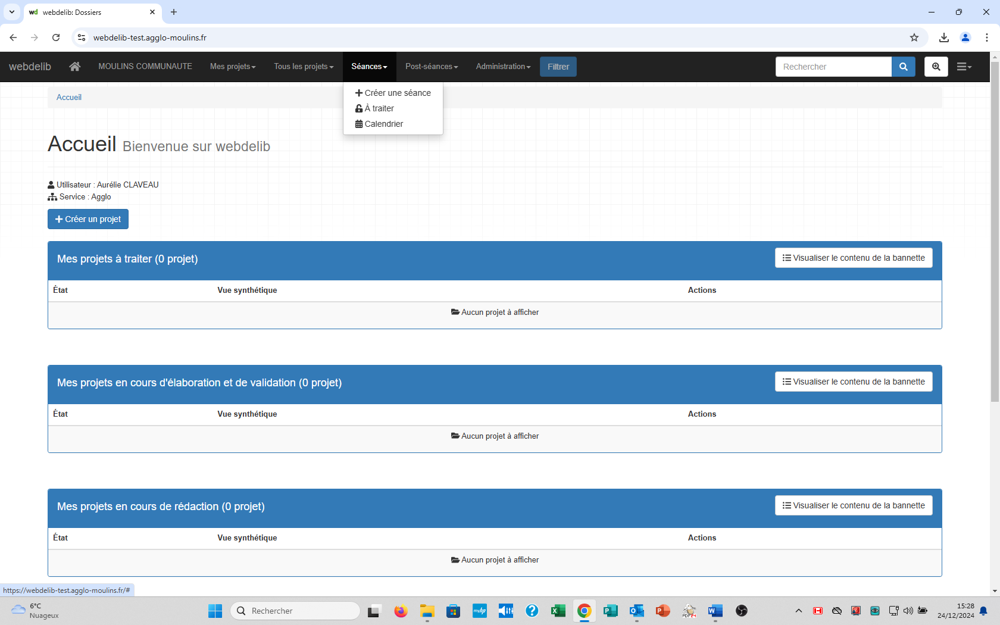 webdelib: Dossiers
webdelib-test.agglo-moulins.fr
webdelib MOULINS COMMUNAUTE Mes projets Tous les projets Séances Post-séances Administration Filtrer Rechercher
Créer une séance
À traiter
Calendrier
Accueil
Accueil Bienvenue sur webdelib
Utilisateur : Aurélie CLAVEAU
Service : Agglo
Créer un projet
Mes projets à traiter (0 projet) Visualiser le contenu de la bannette
État Vue synthétique Actions
Aucun projet à afficher
Mes projets en cours d'élaboration et de validation (0 projet) Visualiser le contenu de la bannette
État Vue synthétique Actions
Aucun projet à afficher
Mes projets en cours de rédaction (0 projet) Visualiser le contenu de la bannette
État Vue synthétique Actions
Aucun projet à afficher
https://webdelib-test.agglo-moulins.fr/#
6°C
Nuageux
Rechercher
15:28
24/12/2024